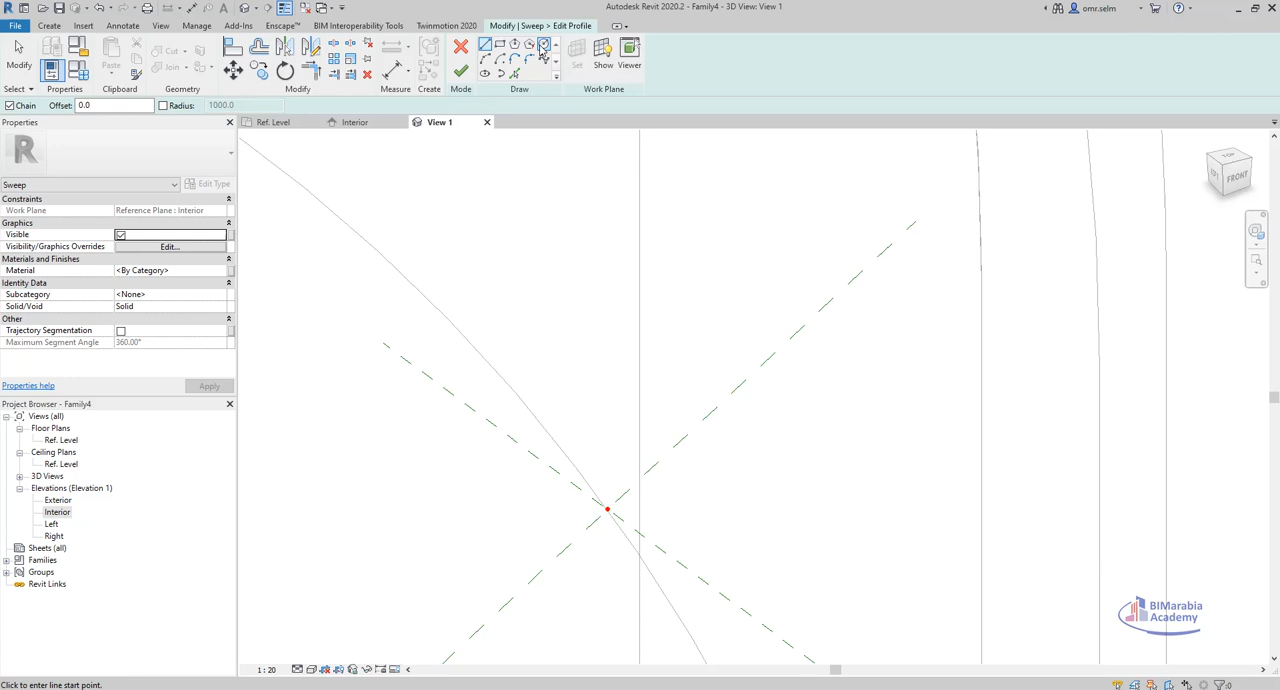 Autodesk Revit 2020.2 - Family4 - 3D View: View 1
omr.selm
File
Create
Insert
Annotate
View
Manage
Add-Ins
Enscape™
BIM Interoperability Tools
Twinmotion 2020
Modify | Sweep > Edit Profile
Modify
Paste
Cut
Join
Set
Show
Viewer
Select
Properties
Clipboard
Geometry
Modify
Measure
Create
Mode
Draw
Work Plane
Chain
Offset: 0.0
Radius: 1000.0
Properties
Ref. Level
Interior
View 1
Sweep
Edit Type
Constraints
Work Plane Reference Plane : Interior
Graphics
Visible
Visibility/Graphics Overrides Edit...
Materials and Finishes
Material <By Category>
Identity Data
Subcategory <None>
Solid/Void Solid
Other
Trajectory Segmentation
Maximum Segment Angle 360.00°
Properties help
Apply
Project Browser - Family4
Views (all)
Floor Plans
Ref. Level
Ceiling Plans
Ref. Level
3D Views
Elevations (Elevation 1)
Exterior
Interior
Left
Right
Sheets (all)
Families
Groups
Revit Links
TOP
FRONT
BIMarabia
Academy
1 : 20
Click to enter line start point.
:0